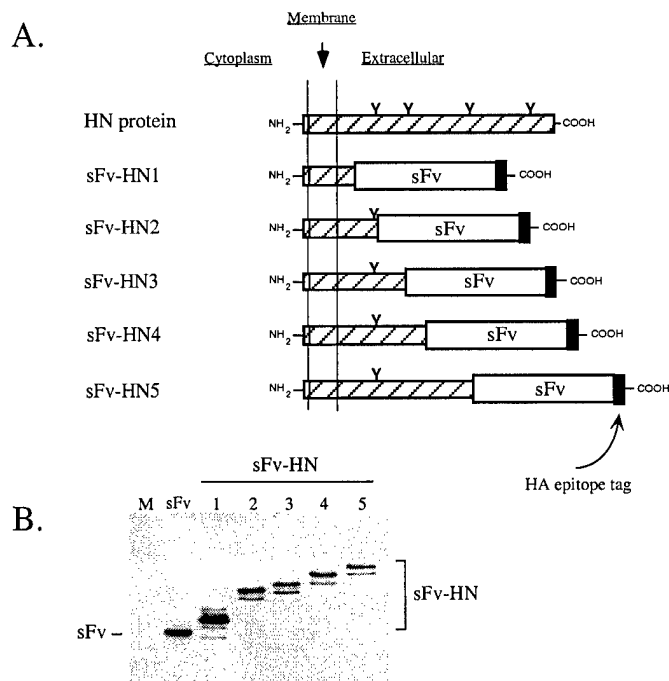 A.
Membrane
Cytoplasm Extracellular
HN protein NH2 Y Y Y Y COOH
sFv-HN1 NH2 sFv COOH
sFv-HN2 NH2 Y sFv COOH
sFv-HN3 NH2 Y sFv COOH
sFv-HN4 NH2 Y sFv COOH
sFv-HN5 NH2 Y sFv COOH
HA epitope tag
B.
sFv-HN
M sFv 1 2 3 4 5
sFv-HN
sFv –